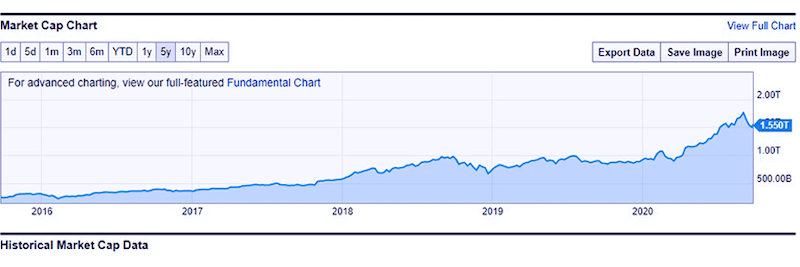 Market Cap Chart View Full Chart
1d 5d 1m 3m 6m YTD 1y 5y 10y Max Export Data Save Image Print Image
For advanced charting, view our full-featured Fundamental Chart
2.00T
1.550T
1.00T
500.00B
2016 2017 2018 2019 2020
Historical Market Cap Data